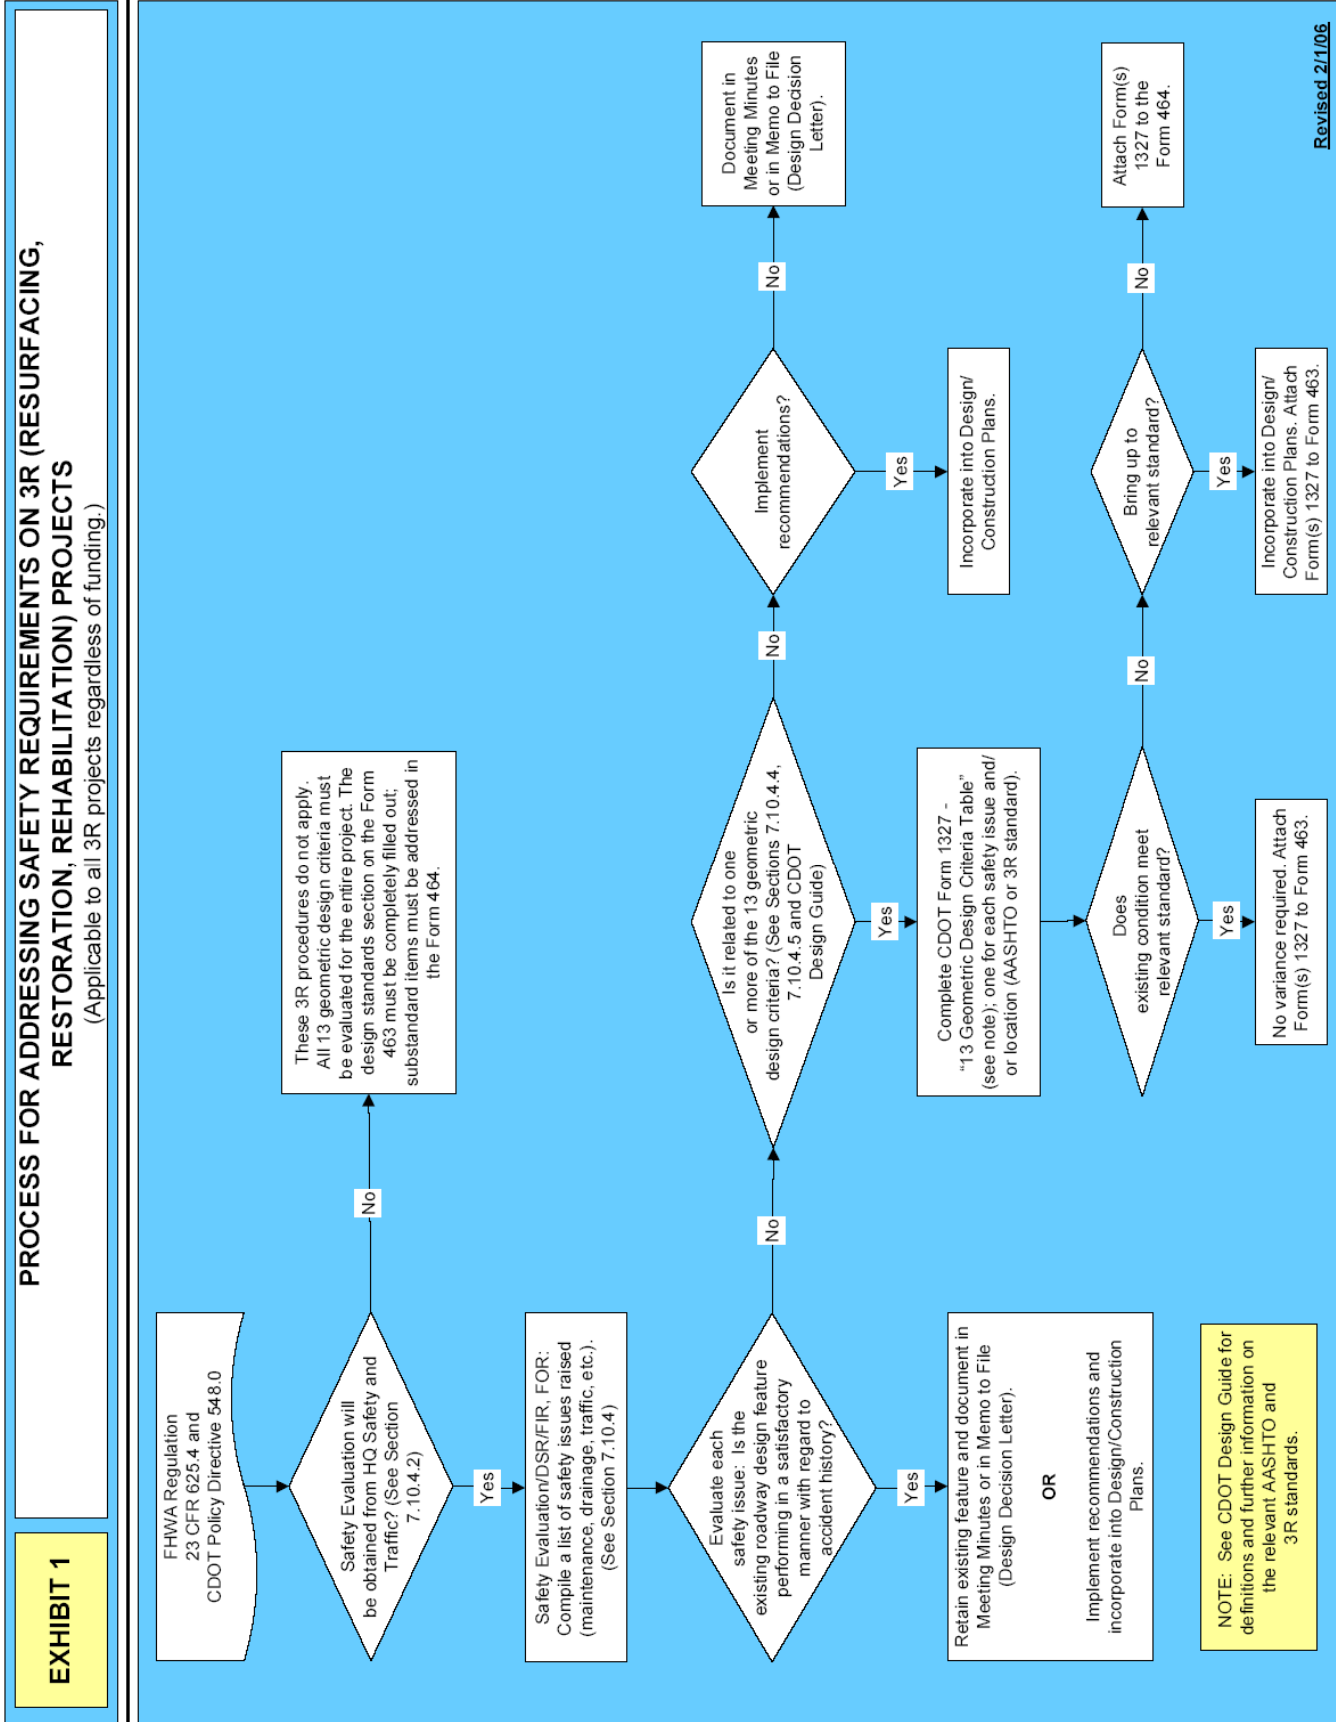 EXHIBIT 1
PROCESS FOR ADDRESSING SAFETY REQUIREMENTS ON 3R (RESURFACING,
RESTORATION, REHABILITATION) PROJECTS
(Applicable to all 3R projects regardless of funding.)
FHWA Regulation
23 CFR 625.4 and
CDOT Policy Directive 548.0
Safety Evaluation will
be obtained from HQ Safety and
Traffic? (See Section
7.10.4.2)
No
These 3R procedures do not apply.
All 13 geometric design criteria must
be evaluated for the entire project. The
design standards section on the Form
463 must be completely filled out;
substandard items must be addressed in
the Form 464.
Yes
Safety Evaluation/DSR/FIR, FOR:
Compile a list of safety issues raised
(maintenance, drainage, traffic, etc.).
(See Section 7.10.4)
Evaluate each
safety issue: Is the
existing roadway design feature
performing in a satisfactory
manner with regard to
accident history?
No
Is it related to one
or more of the 13 geometric
design criteria? (See Sections 7.10.4.4,
7.10.4.5 and CDOT
Design Guide)
No
Implement
recommendations?
No
Document in
Meeting Minutes
or in Memo to File
(Design Decision
Letter).
Yes
Retain existing feature and document in
Meeting Minutes or in Memo to File
(Design Decision Letter).
OR
Implement recommendations and
incorporate into Design/Construction
Plans.
Yes
Complete CDOT Form 1327 -
“13 Geometric Design Criteria Table”
(see note); one for each safety issue and/
or location (AASHTO or 3R standard).
Yes
Incorporate into Design/
Construction Plans.
Does
existing condition meet
relevant standard?
No
Bring up to
relevant standard?
No
Attach Form(s)
1327 to the
Form 464.
Yes
No variance required. Attach
Form(s) 1327 to Form 463.
Yes
Incorporate into Design/
Construction Plans. Attach
Form(s) 1327 to Form 463.
NOTE: See CDOT Design Guide for
definitions and further information on
the relevant AASHTO and
3R standards.
Revised 2/1/06